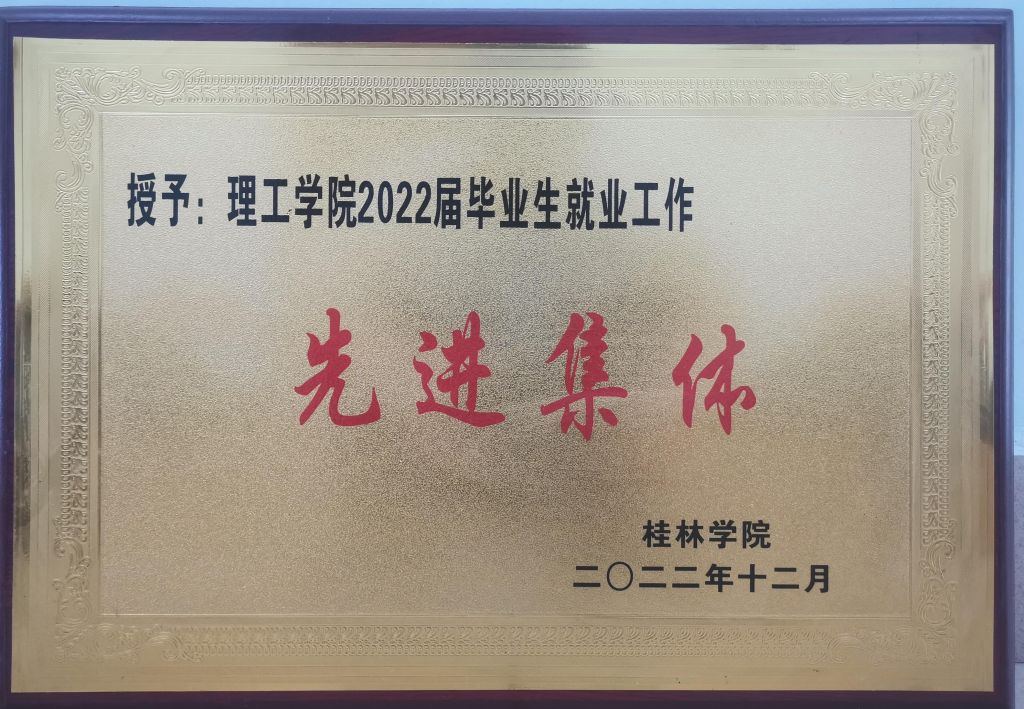 授予：理工学院2022届毕业生就业工作
先进集体
桂林学院
二〇二二年十二月